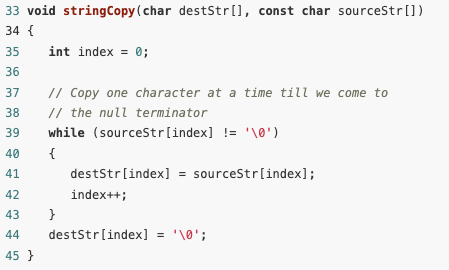 33 void stringCopy(char destStr[], const char sourceStr[])
34 {
35    int index = 0;
36
37    // Copy one character at a time till we come to
38    // the null terminator
39    while (sourceStr[index] != '\0')
40    {
41       destStr[index] = sourceStr[index];
42       index++;
43    }
44    destStr[index] = '\0';
45 }